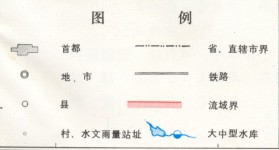 图 例
首都 省、直辖市界
地、市 铁路
县 流域界
村、水文雨量站址 大中型水库